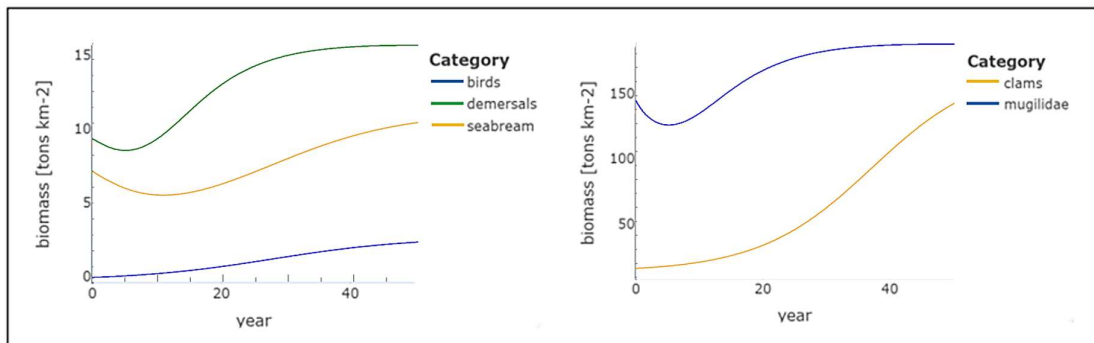 biomass [tons km-2]
15
10
5
0
0 20 40
year
Category
birds
demersals
seabream
biomass [tons km-2]
150
100
50
0 20 40
year
Category
clams
mugilidae